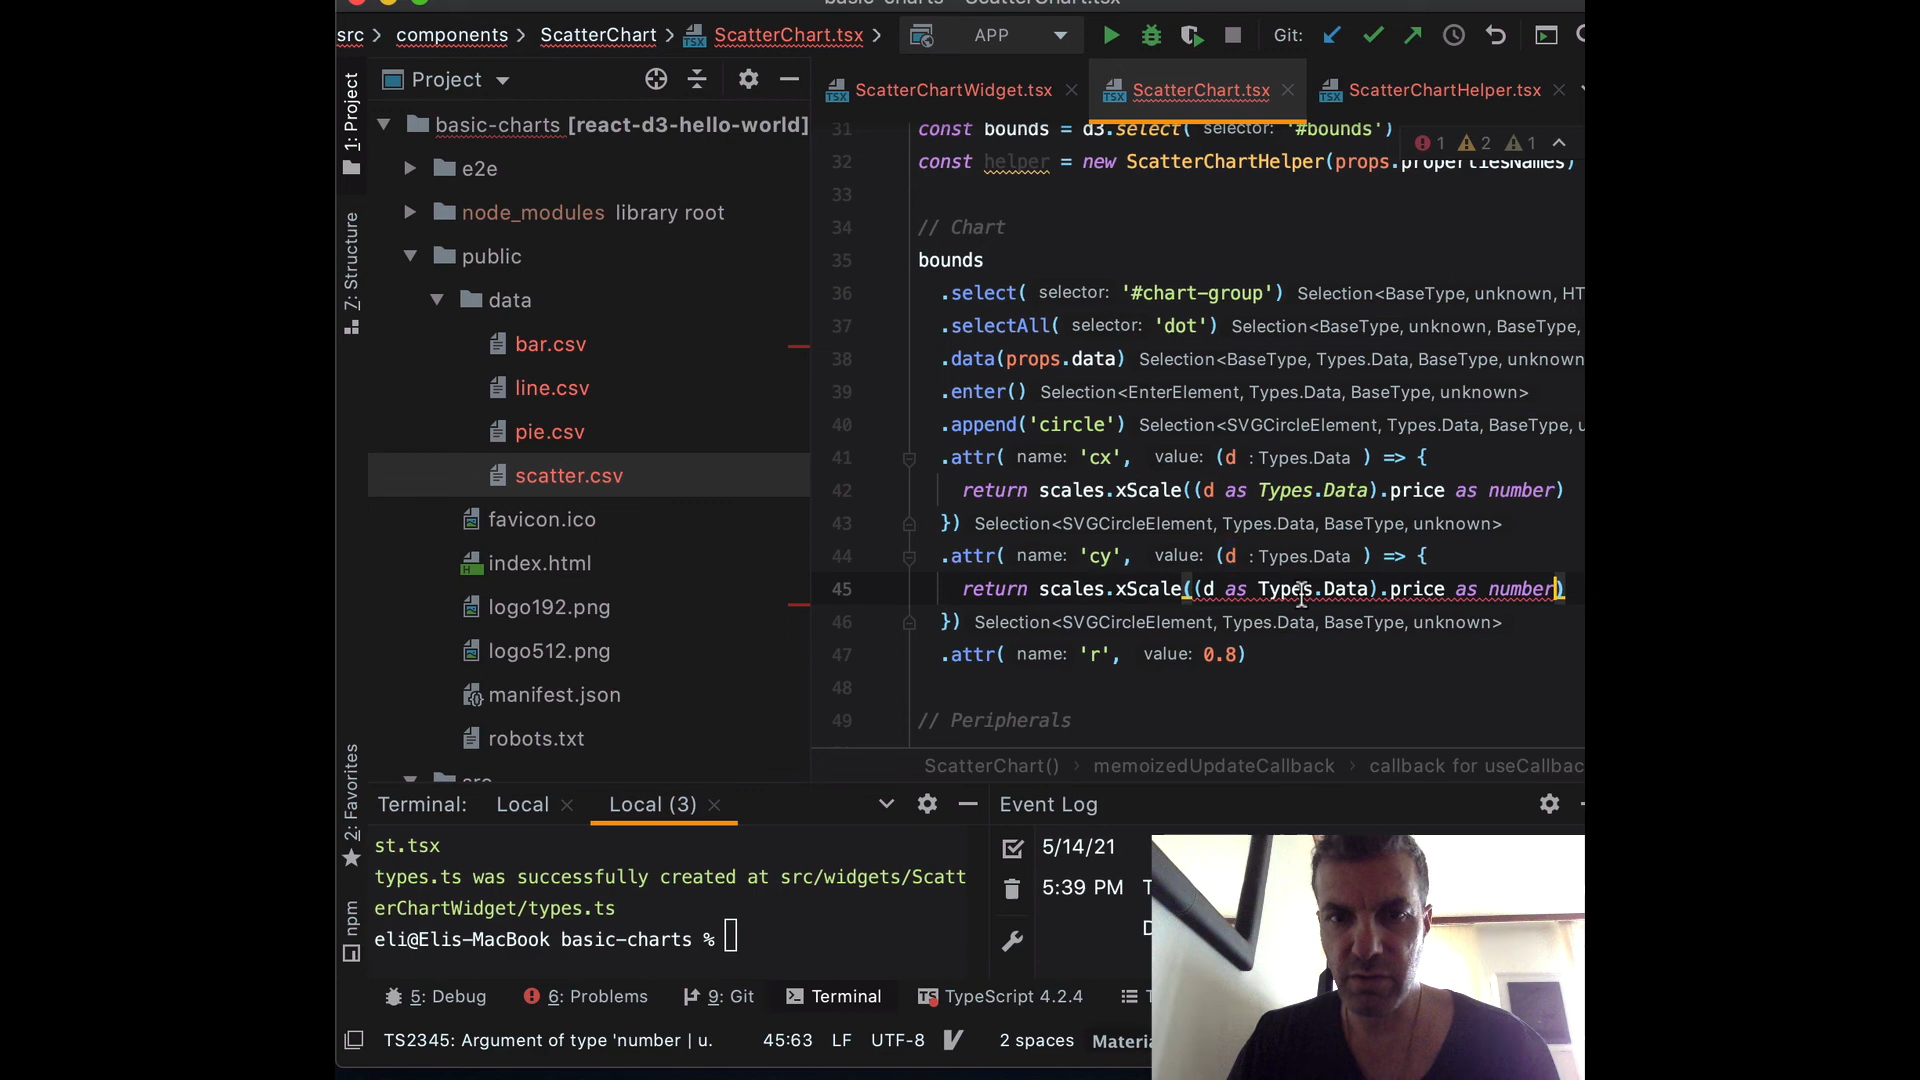 basic-charts – ScatterChart.tsx
src > components > ScatterChart > ScatterChart.tsx >
APP
Git:
1: Project
Z: Structure
2: Favorites
npm
Project
basic-charts [react-d3-hello-world]
e2e
node_modules library root
public
data
bar.csv
line.csv
pie.csv
scatter.csv
favicon.ico
index.html
logo192.png
logo512.png
manifest.json
robots.txt
src
ScatterChartWidget.tsx
ScatterChart.tsx
ScatterChartHelper.tsx
1 2 1
31 const bounds = d3.select( selector: '#bounds')
32 const helper = new ScatterChartHelper(props.propertiesNames)
33
34 // Chart
35 bounds
36 .select( selector: '#chart-group') Selection<BaseType, unknown, HT
37 .selectAll( selector: 'dot') Selection<BaseType, unknown, BaseType,
38 .data(props.data) Selection<BaseType, Types.Data, BaseType, unknown
39 .enter() Selection<EnterElement, Types.Data, BaseType, unknown>
40 .append('circle') Selection<SVGCircleElement, Types.Data, BaseType, u
41 .attr( name: 'cx', value: (d : Types.Data ) => {
42 return scales.xScale((d as Types.Data).price as number)
43 }) Selection<SVGCircleElement, Types.Data, BaseType, unknown>
44 .attr( name: 'cy', value: (d : Types.Data ) => {
45 return scales.xScale((d as Types.Data).price as number)
46 }) Selection<SVGCircleElement, Types.Data, BaseType, unknown>
47 .attr( name: 'r', value: 0.8)
48
49 // Peripherals
ScatterChart() > memoizedUpdateCallback > callback for useCallbac
Terminal: Local Local (3)
st.tsx
types.ts was successfully created at src/widgets/Scatt
erChartWidget/types.ts
eli@Elis-MacBook basic-charts %
Event Log
5/14/21
5:39 PM T
D
5: Debug 6: Problems 9: Git Terminal TypeScript 4.2.4 T
TS2345: Argument of type 'number | u. 45:63 LF UTF-8 2 spaces Materia